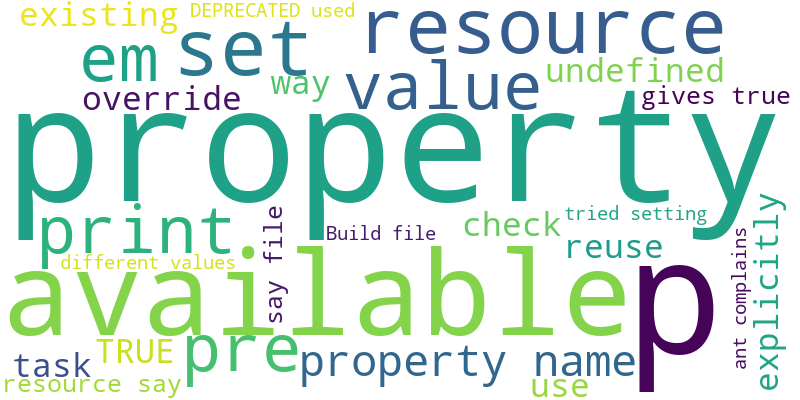 existing
DEPRECATED used
resource
em
set
way
value
undefined
override
gives true
property
print
say file
Build file
check
tried setting
reuse
explicitly
ant complains
different values
available
p
TRUE
pre
property name
task
resource say
use